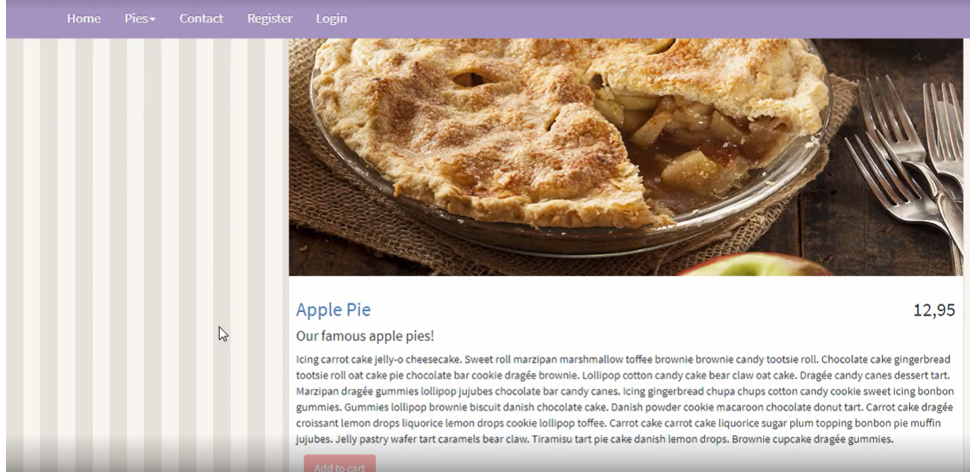 Home Pies Contact Register Login
Apple Pie 12,95
Our famous apple pies!
Icing carrot cake jelly-o cheesecake. Sweet roll marzipan marshmallow toffee brownie brownie candy tootsie roll. Chocolate cake gingerbread
tootsie roll oat cake pie chocolate bar cookie dragée brownie. Lollipop cotton candy cake bear claw oat cake. Dragée candy canes dessert tart.
Marzipan dragée gummies lollipop jujubes chocolate bar candy canes. Icing gingerbread chupa chups cotton candy cookie sweet icing bonbon
gummies. Gummies lollipop brownie biscuit danish chocolate cake. Danish powder cookie macaroon chocolate donut tart. Carrot cake dragée
croissant lemon drops liquorice lemon drops cookie lollipop toffee. Carrot cake carrot cake liquorice sugar plum topping bonbon pie muffin
jujubes. Jelly pastry wafer tart caramels bear claw. Tiramisu tart pie cake danish lemon drops. Brownie cupcake dragée gummies.
Add to cart